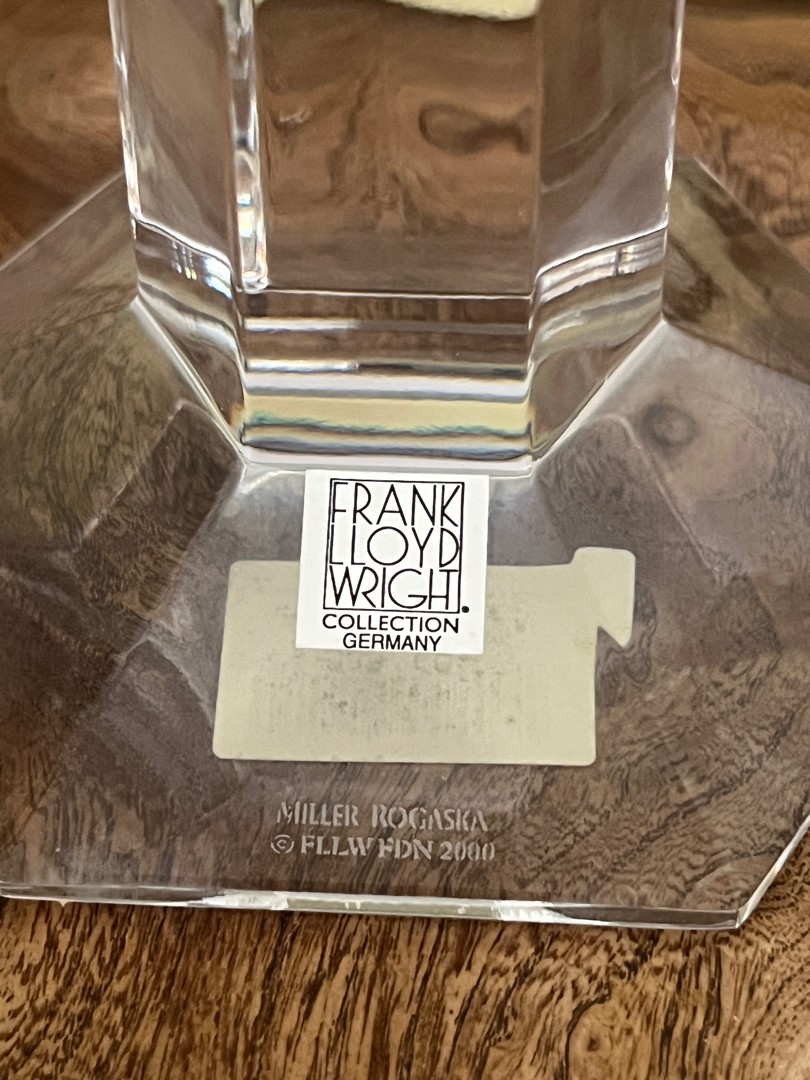 FRANK
LLOYD
WRIGHT.
COLLECTION
GERMANY
MILLER ROGASKA
© FLLW FDN 2000